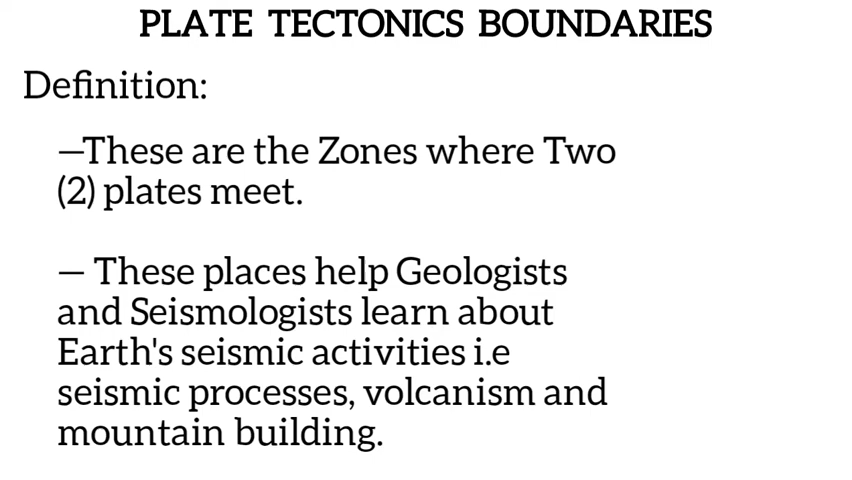 PLATE TECTONICS BOUNDARIES
Definition:
—These are the Zones where Two
(2) plates meet.
— These places help Geologists
and Seismologists learn about
Earth's seismic activities i.e
seismic processes, volcanism and
mountain building.